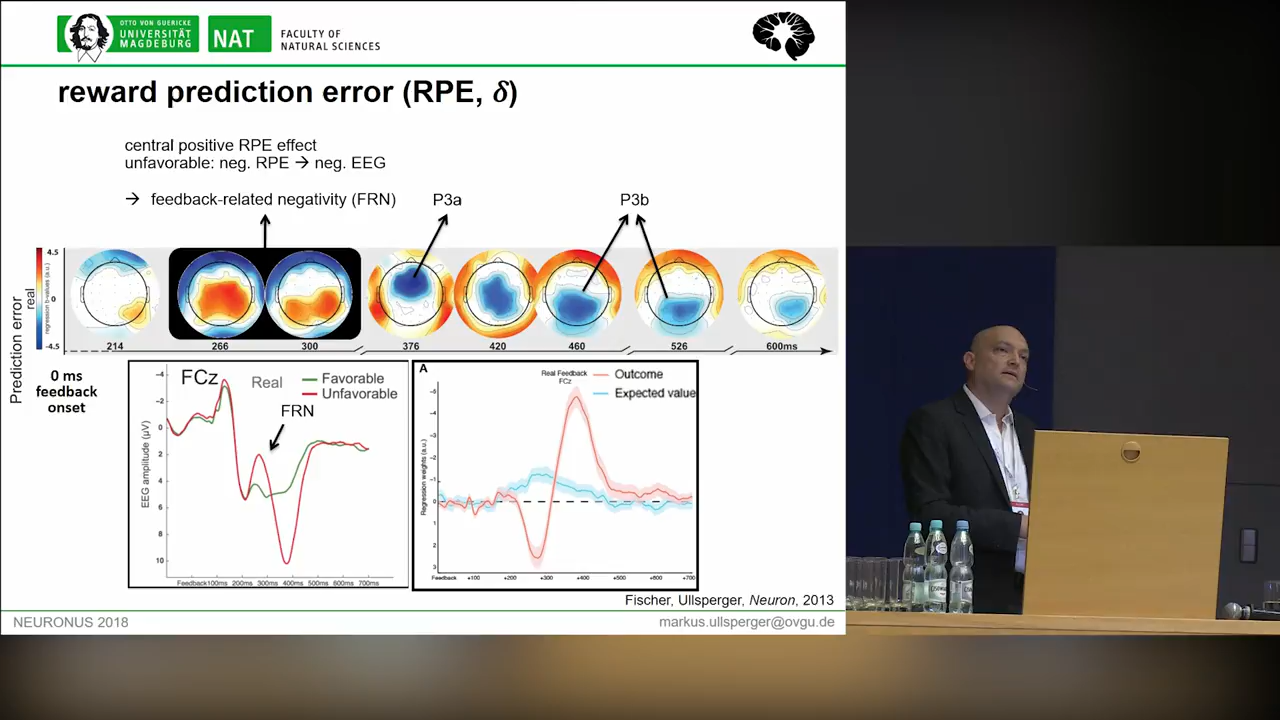 OTTO VON GUERICKE
UNIVERSITÄT
MAGDEBURG
NAT
FACULTY OF
NATURAL SCIENCES
reward prediction error (RPE, δ)
central positive RPE effect
unfavorable: neg. RPE → neg. EEG
→ feedback-related negativity (FRN)
P3a
P3b
Prediction error
real
regression b-values (a.u.)
4.5
0
-4.5
214
266
300
376
420
460
526
600ms
0 ms
feedback
onset
FCz
Real
Favorable
Unfavorable
FRN
EEG amplitude (µV)
−4
−2
0
2
4
6
8
10
Feedback
100ms
200ms
300ms
400ms
500ms
600ms
700ms
A
Real Feedback
FCz
Outcome
Expected value
Regression weights (a.u.)
0
Feedback
+100
+200
+300
+400
+500
+600
+700
Fischer, Ullsperger, Neuron, 2013
NEURONUS 2018
markus.ullsperger@ovgu.de